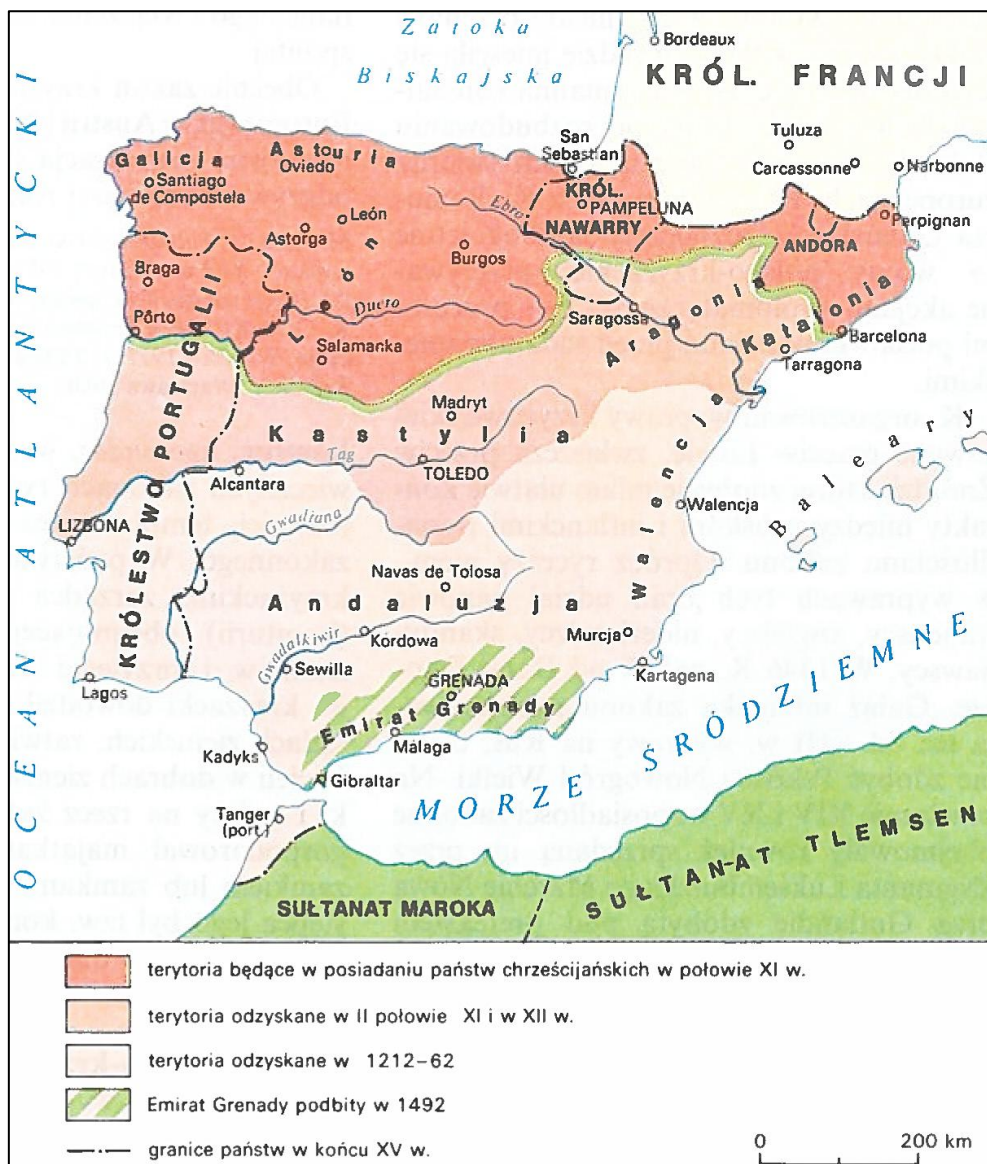 Zatoka
Biskajska
Bordeaux
KRÓL. FRANCJI
OCEAN ATLANTYCKI
Galicja
Astouria
Oviedo
Santiago
de Compostela
San
Sebastian
Tuluza
Carcassonne
Narbonne
KRÓL.
PAMPELUNA
NAWARRY
Perpignan
ANDORA
León
Leon
Astorga
Burgos
Ebro
Braga
Pôrto
Duero
Salamanka
Saragossa
Aragonia
Katalonia
Barcelona
Tarragona
KRÓLESTWO PORTUGALII
Madryt
Kastylia
Tag
TOLEDO
Alcantara
LIZBONA
Gwadiana
Walencja
Walencja
Baleary
Navas de Tolosa
Andaluzja
Gwadalkiwir
Kordowa
Murcja
Sewilla
Lagos
GRENADA
Kartagena
Emirat Grenady
Málaga
Kadyks
Gibraltar
MORZE ŚRÓDZIEMNE
Tanger
(port.)
SUŁTANAT MAROKA
SUŁTANAT TLEMSEN
terytoria będące w posiadaniu państw chrześcijańskich w połowie XI w.
terytoria odzyskane w II połowie XI i w XII w.
terytoria odzyskane w 1212–62
Emirat Grenady podbity w 1492
granice państw w końcu XV w.
0 200 km